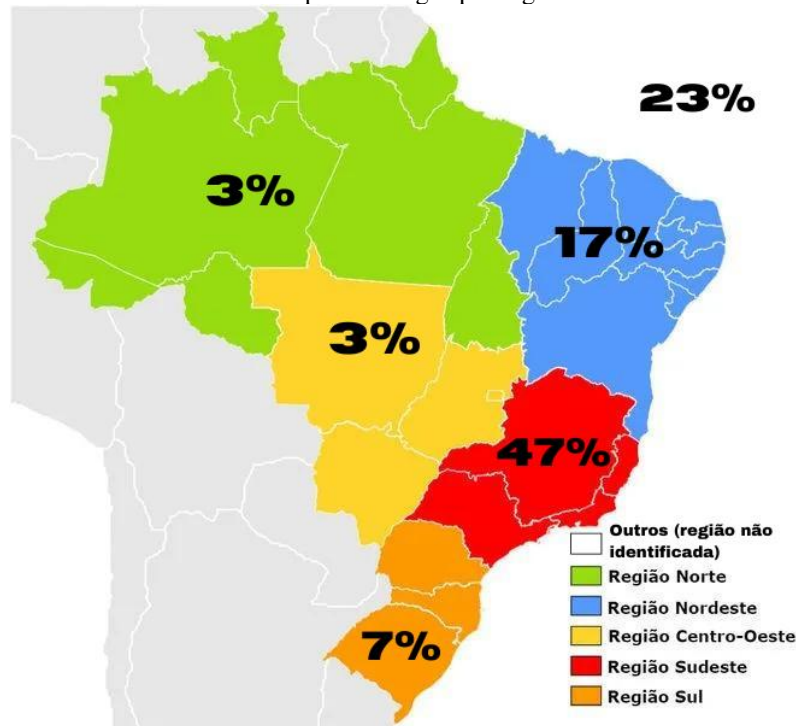 23%
3%
17%
3%
47%
7%
Outros (região não
identificada)
Região Norte
Região Nordeste
Região Centro-Oeste
Região Sudeste
Região Sul